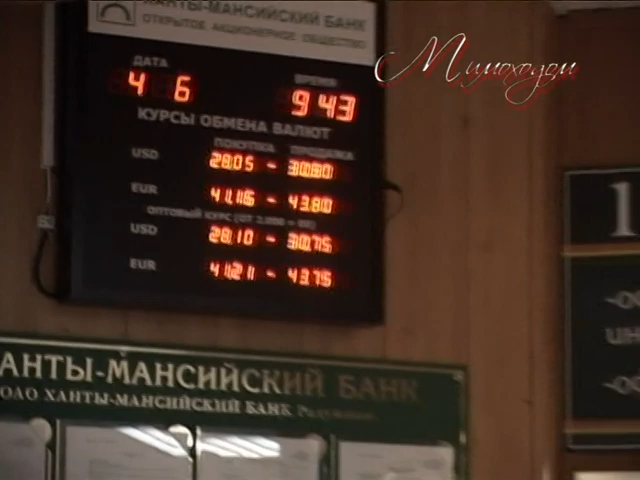 ХАНТЫ-МАНСИЙСКИЙ БАНК
ОТКРЫТОЕ АКЦИОНЕРНОЕ ОБЩЕСТВО
Мимоходом
ДАТА ВРЕМЯ
4 6 9 43
КУРСЫ ОБМЕНА ВАЛЮТ
ПОКУПКА ПРОДАЖА
USD 28.05 - 30.80
EUR 41.16 - 43.80
ОПТОВЫЙ КУРС (ОТ
USD 28.10 - 30.75
EUR 41.21 - 43.75
1
ХАНТЫ-МАНСИЙСКИЙ БАНК
ОАО ХАНТЫ-МАНСИЙСКИЙ БАНК